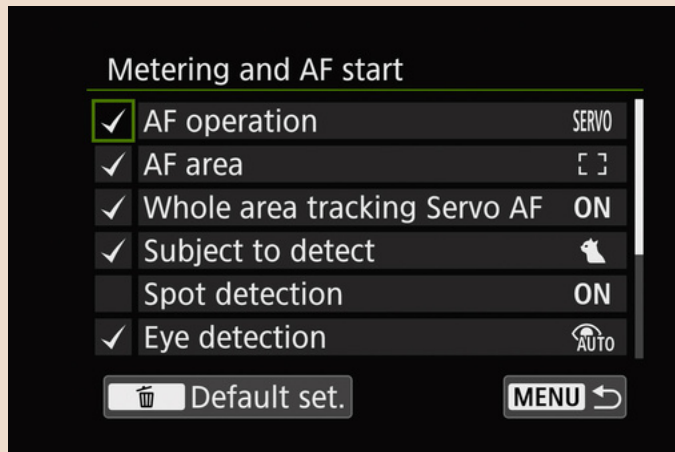 Metering and AF start
AF operation SERVO
AF area
Whole area tracking Servo AF ON
Subject to detect
Spot detection ON
Eye detection AUTO
Default set. MENU